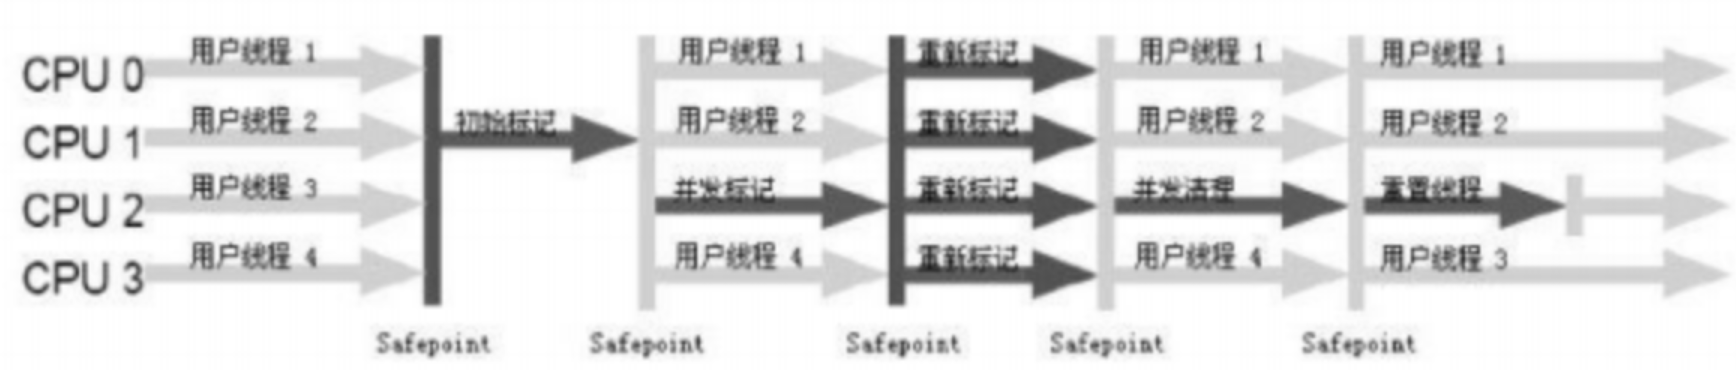 CPU 0 用户线程 1 用户线程 1 重新标记 用户线程 1 用户线程 1
CPU 1 用户线程 2 初始标记 用户线程 2 重新标记 用户线程 2 用户线程 2
CPU 2 用户线程 3 并发标记 重新标记 并发清理 重置线程
CPU 3 用户线程 4 用户线程 4 重新标记 用户线程 4 用户线程 3
Safepoint Safepoint Safepoint Safepoint Safepoint